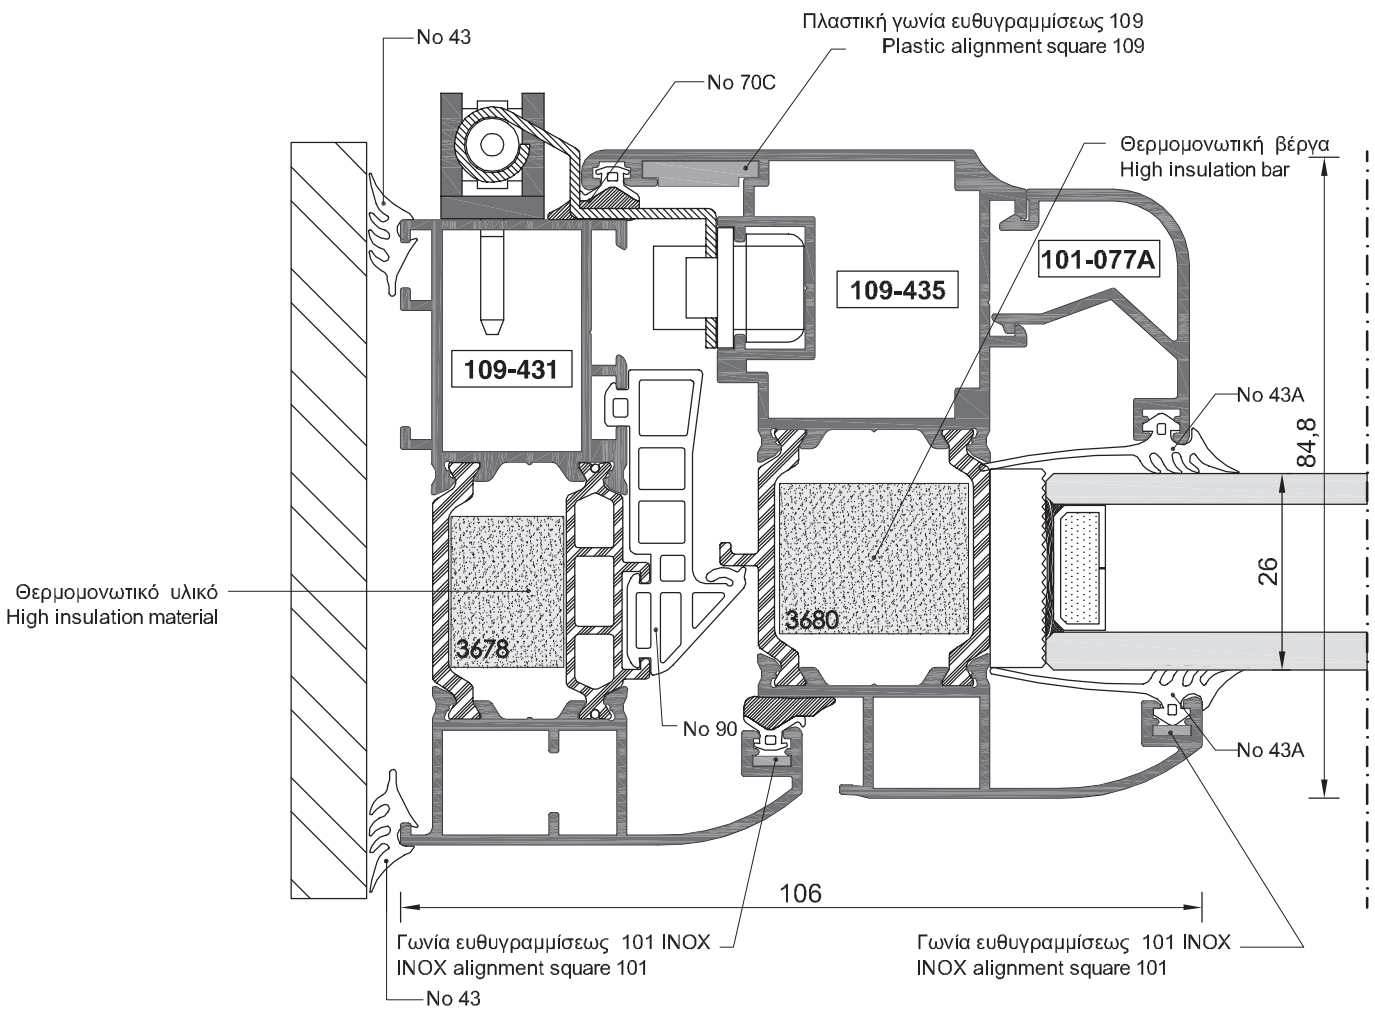 Πλαστική γωνία ευθυγραμμίσεως 109
Plastic alignment square 109
No 43
No 70C
Θερμομονωτική βέργα
High insulation bar
101-077A
109-435
109-431
No 43A
84,8
26
Θερμομονωτικό υλικό
High insulation material
3678
3680
No 90
No 43A
106
Γωνία ευθυγραμμίσεως 101 INOX
INOX alignment square 101
Γωνία ευθυγραμμίσεως 101 INOX
INOX alignment square 101
No 43